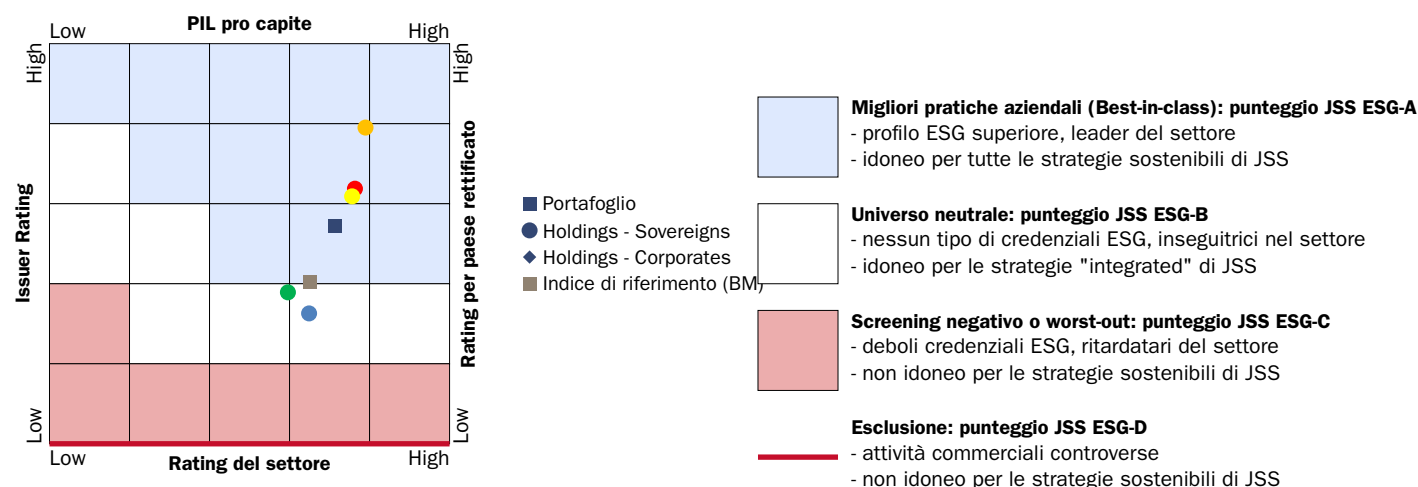 PIL pro capite
Low
High
High
High
Issuer Rating
Rating per paese rettificato
Low
Low
Low
Rating del settore
High
Portafoglio
Holdings - Sovereigns
Holdings - Corporates
Indice di riferimento (BM)
Migliori pratiche aziendali (Best-in-class): punteggio JSS ESG-A
- profilo ESG superiore, leader del settore
- idoneo per tutte le strategie sostenibili di JSS
Universo neutrale: punteggio JSS ESG-B
- nessun tipo di credenziali ESG, inseguitrici nel settore
- idoneo per le strategie "integrated" di JSS
Screening negativo o worst-out: punteggio JSS ESG-C
- deboli credenziali ESG, ritardatari del settore
- non idoneo per le strategie sostenibili di JSS
Esclusione: punteggio JSS ESG-D
- attività commerciali controverse
- non idoneo per le strategie sostenibili di JSS